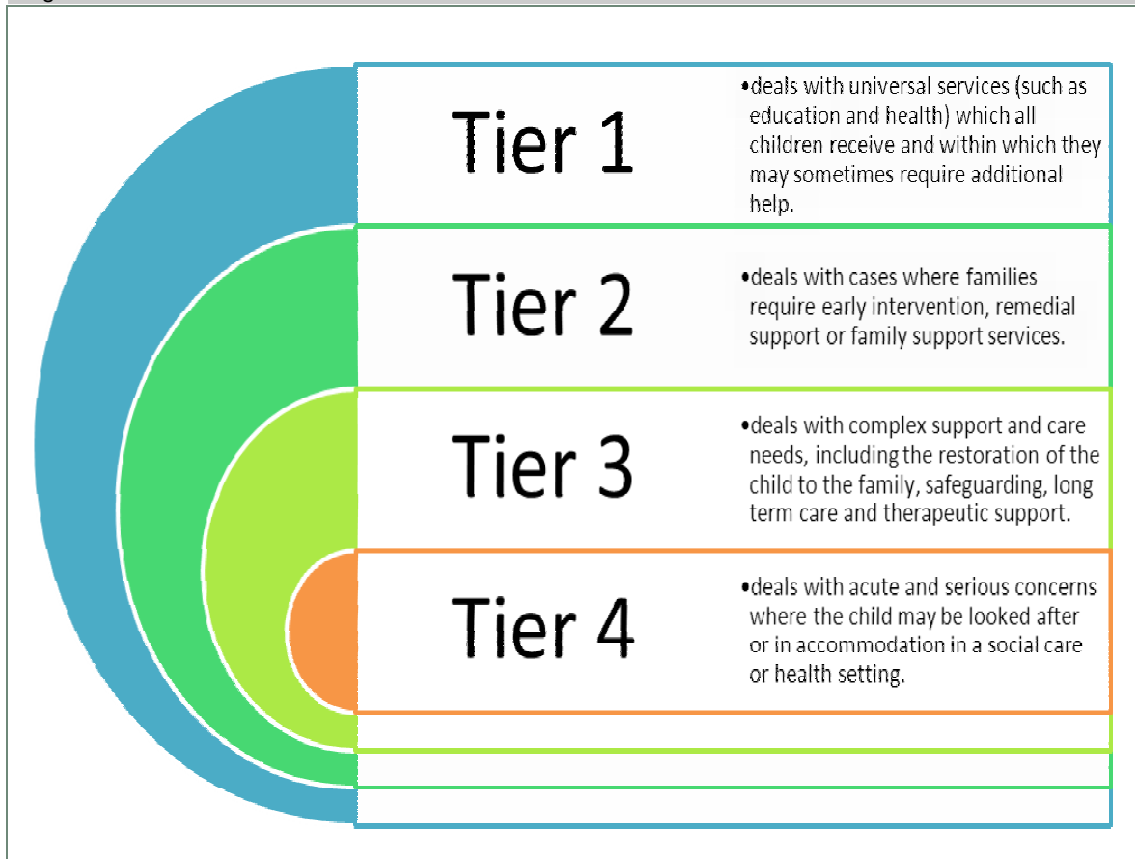 Tier 1
•deals with universal services (such as
education and health) which all
children receive and within which they
may sometimes require additional
help.
Tier 2
•deals with cases where families
require early intervention, remedial
support or family support services.
Tier 3
•deals with complex support and care
needs, including the restoration of the
child to the family, safeguarding, long
term care and therapeutic support.
Tier 4
•deals with acute and serious concerns
where the child may be looked after
or in accommodation in a social care
or health setting.